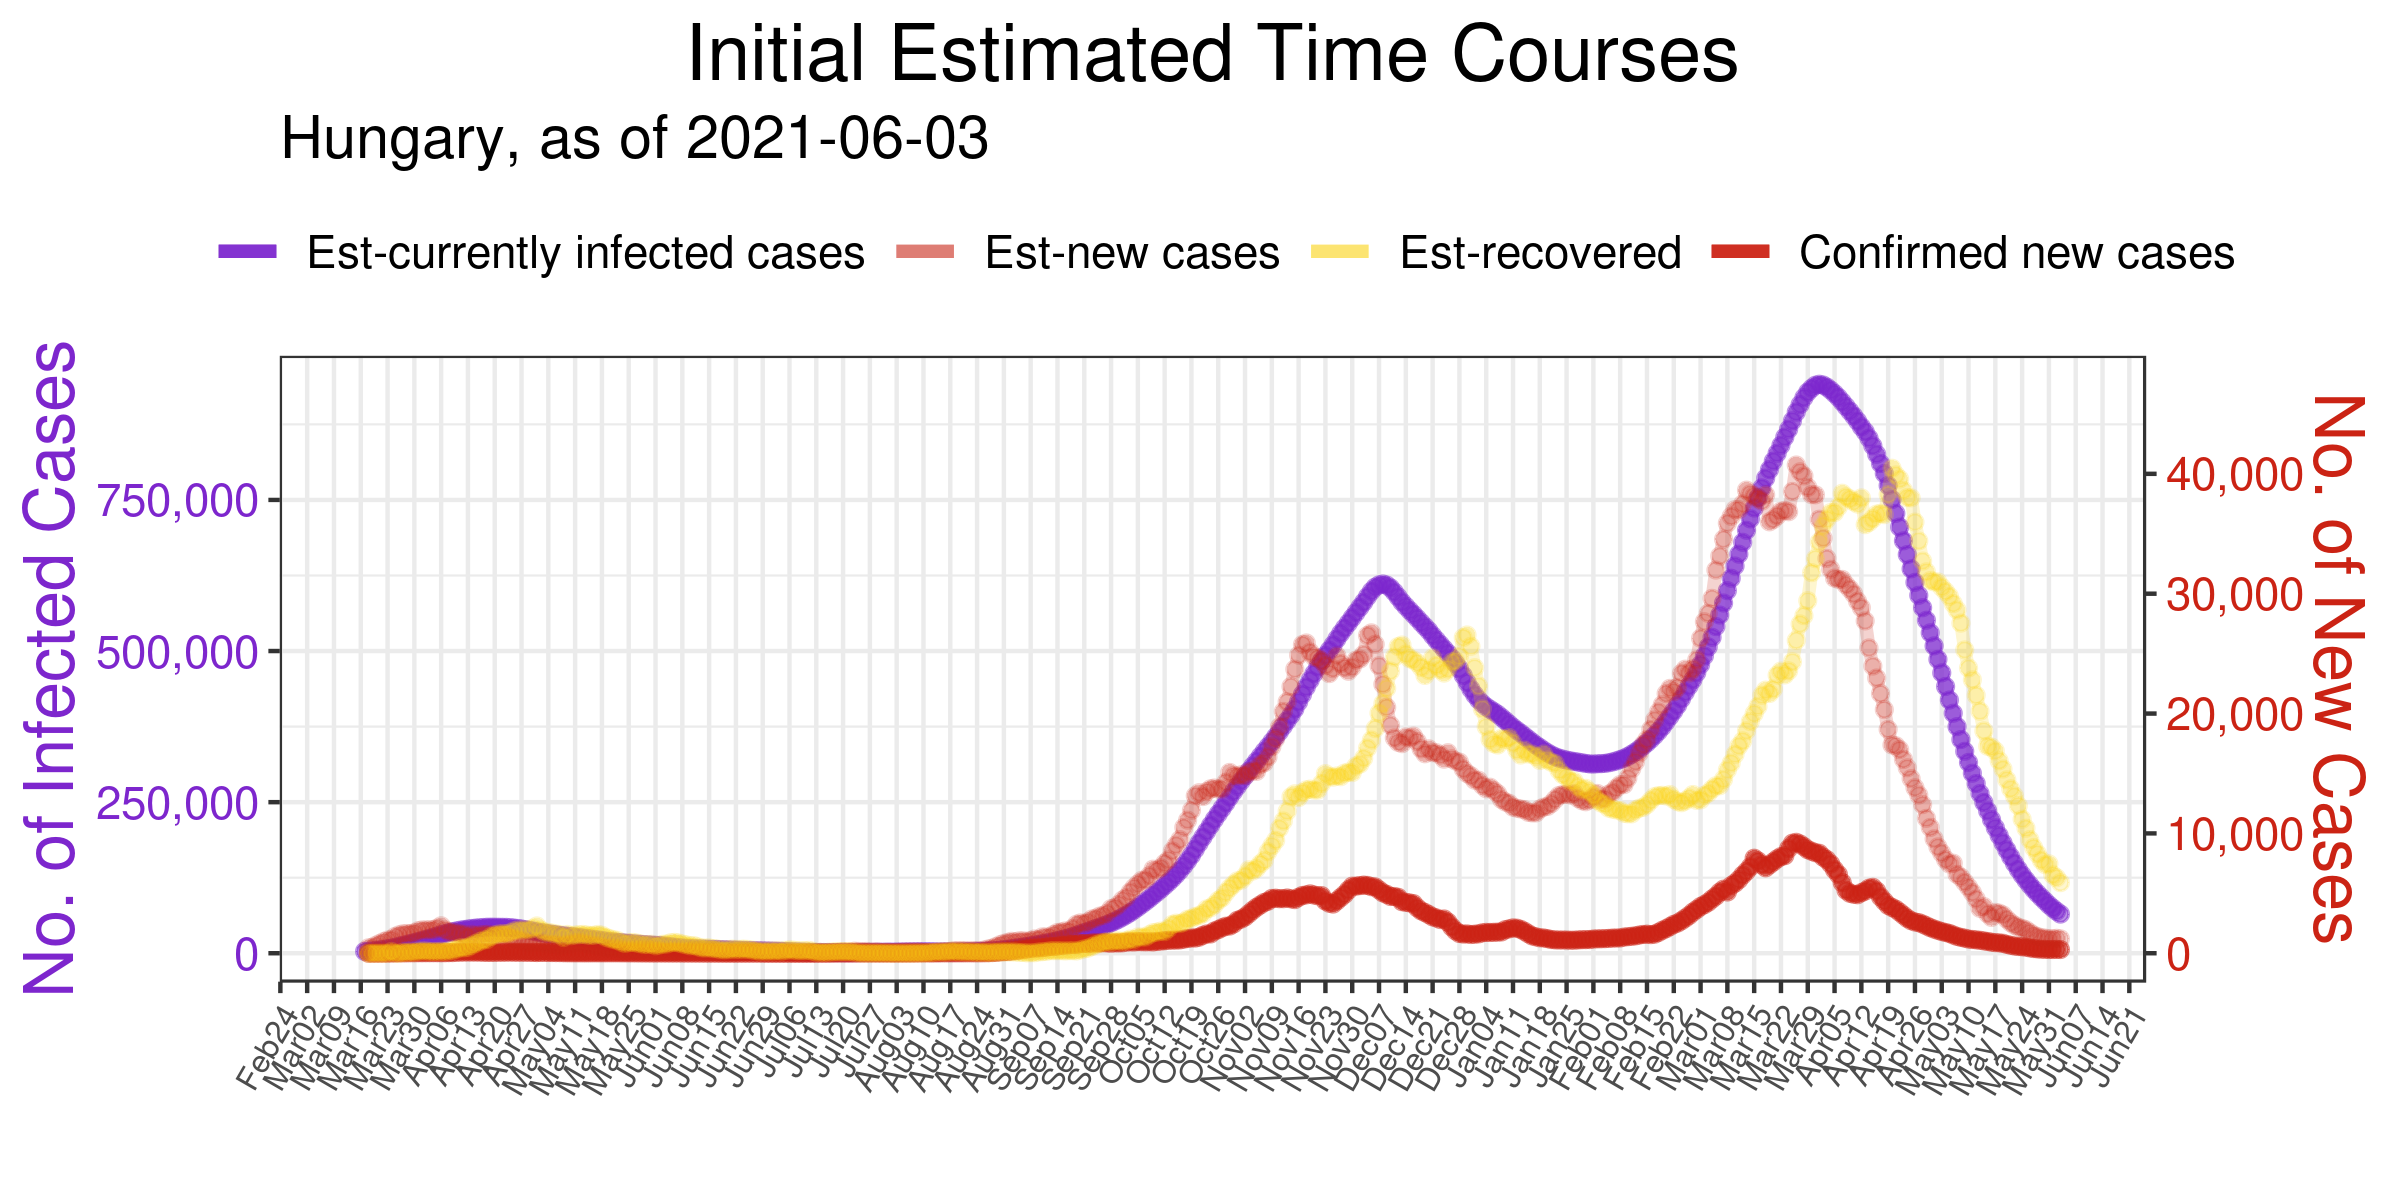 Initial Estimated Time Courses
Hungary, as of 2021-06-03
Est-currently infected cases Est-new cases Est-recovered Confirmed new cases
No. of Infected Cases
750,000
500,000
250,000
0
40,000
30,000
20,000
10,000
0
No. of New Cases
Feb24 Mar02 Mar09 Mar16 Mar23 Mar30 Apr06 Apr13 Apr20 Apr27 May04 May11 May18 May25 Jun01 Jun08 Jun15 Jun22 Jun29 Jul06 Jul13 Jul20 Jul27 Aug03 Aug10 Aug17 Aug24 Aug31 Sep07 Sep14 Sep21 Sep28 Oct05 Oct12 Oct19 Oct26 Nov02 Nov09 Nov16 Nov23 Nov30 Dec07 Dec14 Dec21 Dec28 Jan04 Jan11 Jan18 Jan25 Feb01 Feb08 Feb15 Feb22 Mar01 Mar08 Mar15 Mar22 Mar29 Apr05 Apr12 Apr19 Apr26 May03 May10 May17 May24 May31 Jun07 Jun14 Jun21